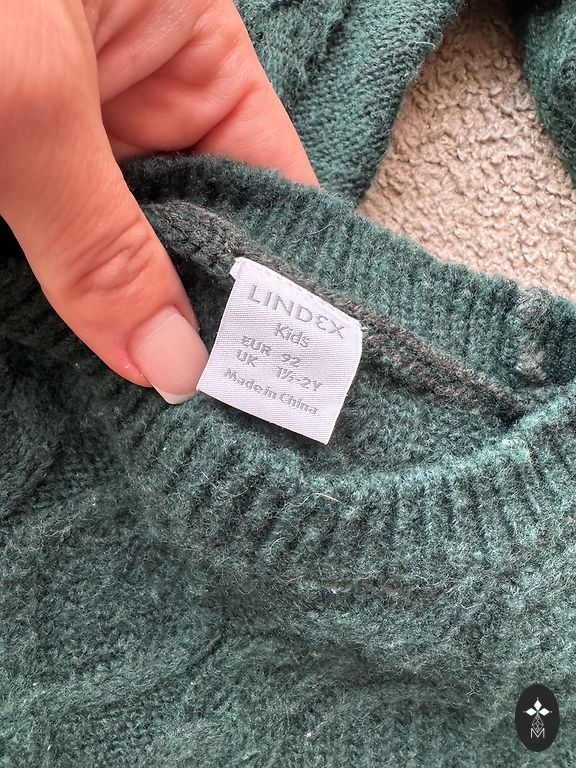 LINDEX
Kids
EUR 92
UK 1½-2Y
Made in China